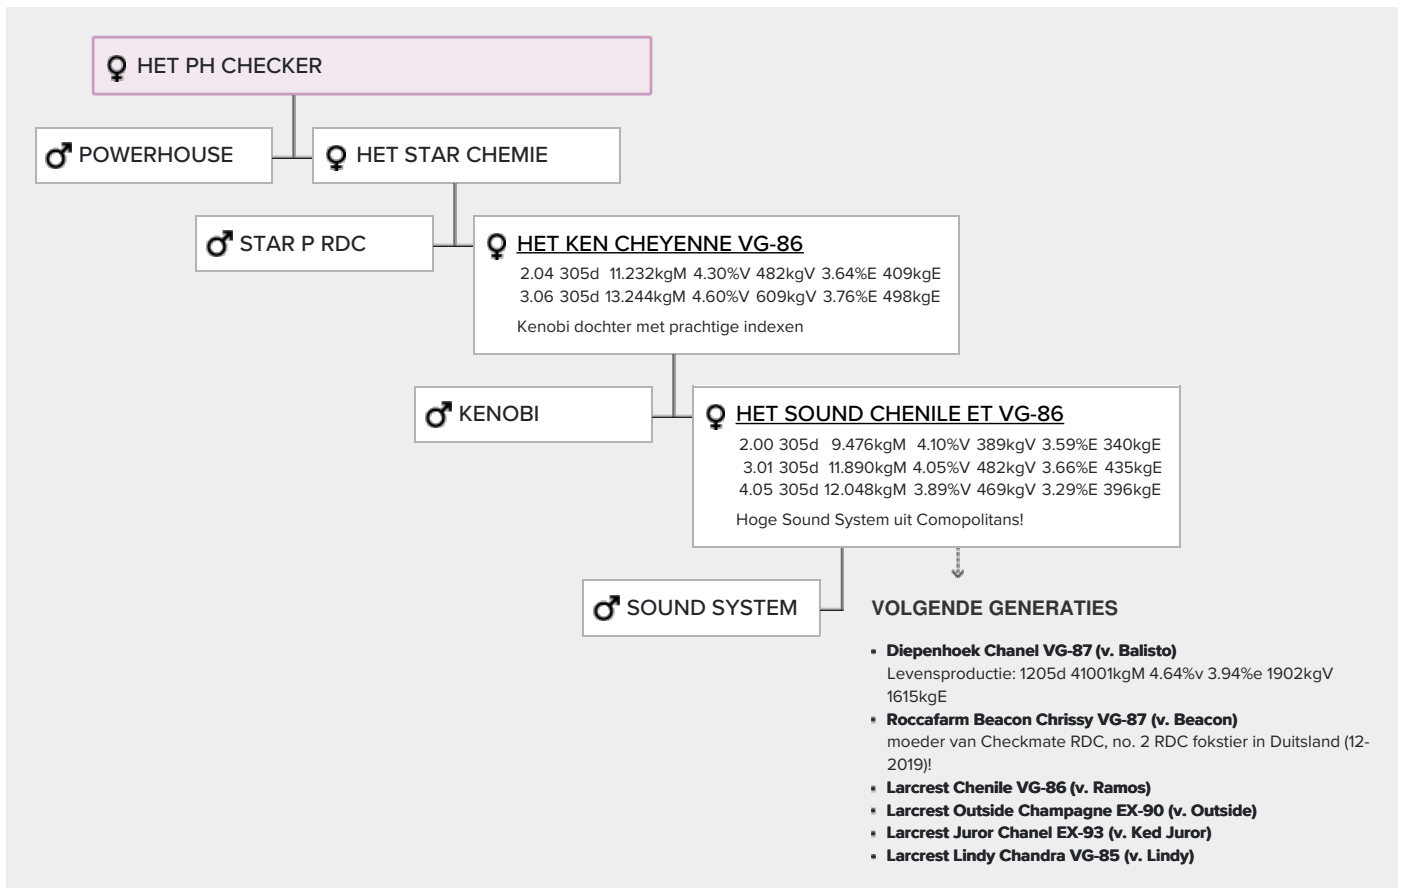 HET PH CHECKER
POWERHOUSE
HET STAR CHEMIE
STAR P RDC
HET KEN CHEYENNE VG-86
2.04 305d 11.232kgM 4.30%V 482kgV 3.64%E 409kgE
3.06 305d 13.244kgM 4.60%V 609kgV 3.76%E 498kgE
Kenobi dochter met prachtige indexen
KENOBI
HET SOUND CHENILE ET VG-86
2.00 305d 9.476kgM 4.10%V 389kgV 3.59%E 340kgE
3.01 305d 11.890kgM 4.05%V 482kgV 3.66%E 435kgE
4.05 305d 12.048kgM 3.89%V 469kgV 3.29%E 396kgE
Hoge Sound System uit Comopolitans!
SOUND SYSTEM
VOLGENDE GENERATIES
Diepenhoek Chanel VG-87 (v. Balisto)
Levensproductie: 1205d 41001kgM 4.64%v 3.94%e 1902kgV
1615kgE
Roccafarm Beacon Chrissy VG-87 (v. Beacon)
moeder van Checkmate RDC, no. 2 RDC fokstier in Duitsland (12-
2019)!
Larcrest Chenile VG-86 (v. Ramos)
Larcrest Outside Champagne EX-90 (v. Outside)
Larcrest Juror Chanel EX-93 (v. Ked Juror)
Larcrest Lindy Chandra VG-85 (v. Lindy)